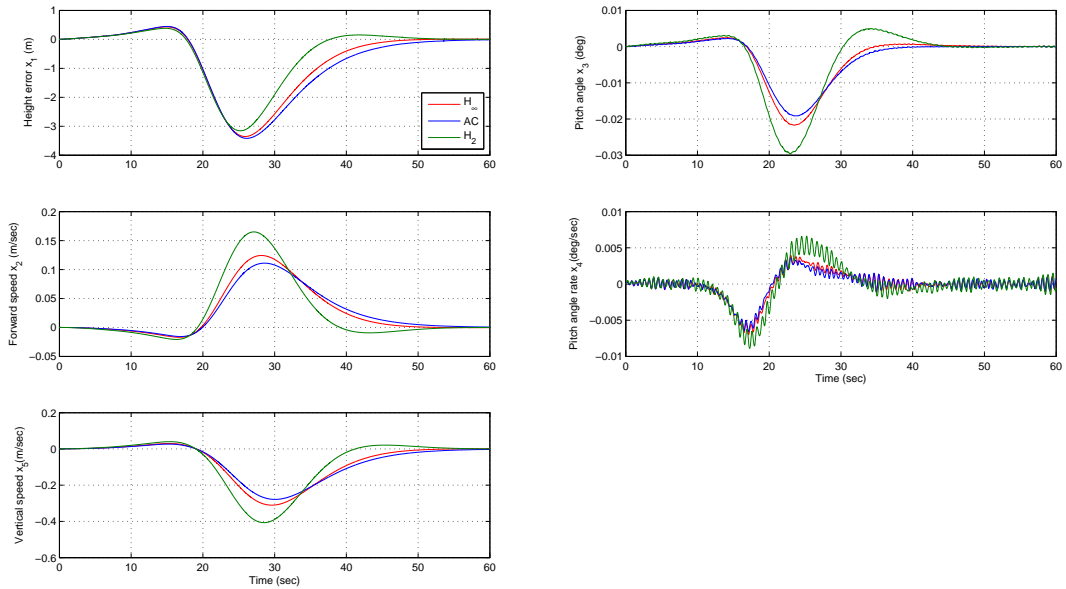 1
0
−1
−2
−3
−4
0 10 20 30 40 50 60
Height error x1 (m)
H∞
AC
H2
0.01
0
−0.01
−0.02
−0.03
0 10 20 30 40 50 60
Pitch angle x3 (deg)
0.2
0.15
0.1
0.05
0
−0.05
0 10 20 30 40 50 60
Forward speed x2 (m/sec)
0.01
0.005
0
−0.005
−0.01
0 10 20 30 40 50 60
Pitch angle rate x4(deg/sec)
Time (sec)
0.2
0
−0.2
−0.4
−0.6
0 10 20 30 40 50 60
Vertical speed x5(m/sec)
Time (sec)